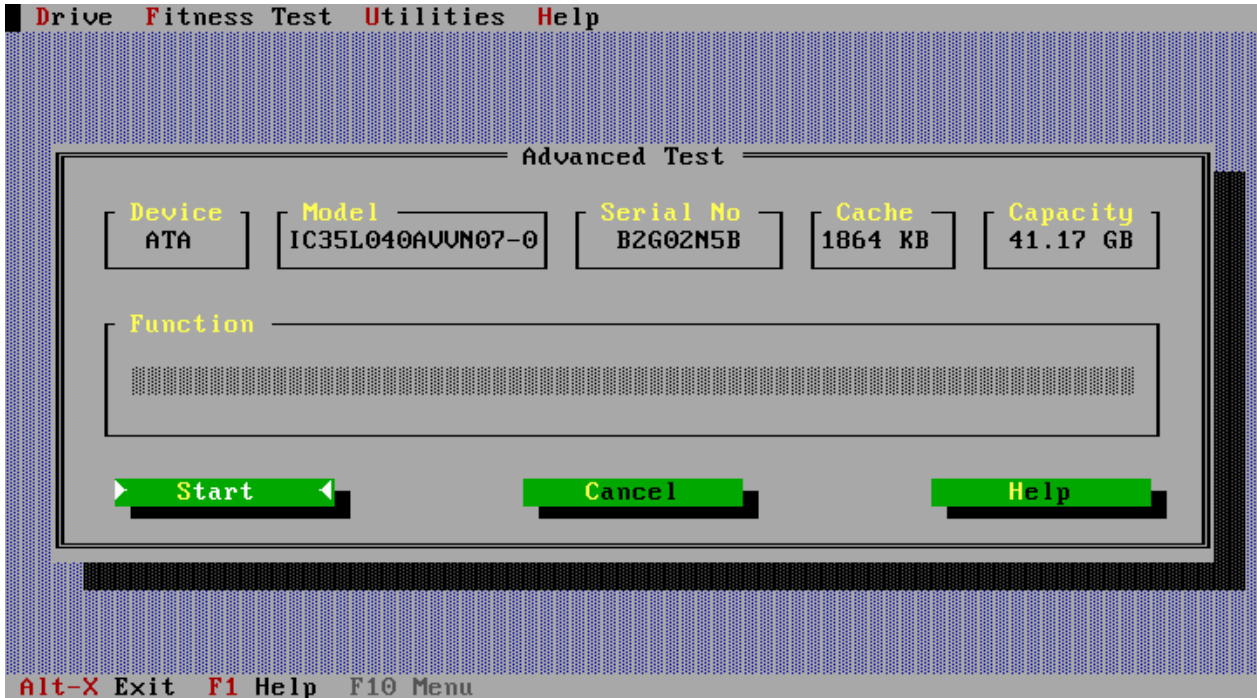 Drive Fitness Test Utilities Help
Advanced Test
Device Model Serial No Cache Capacity
ATA IC35L040AVVN07-0 B2G02N5B 1864 KB 41.17 GB
Function
Start Cancel Help
Alt-X Exit F1 Help F10 Menu